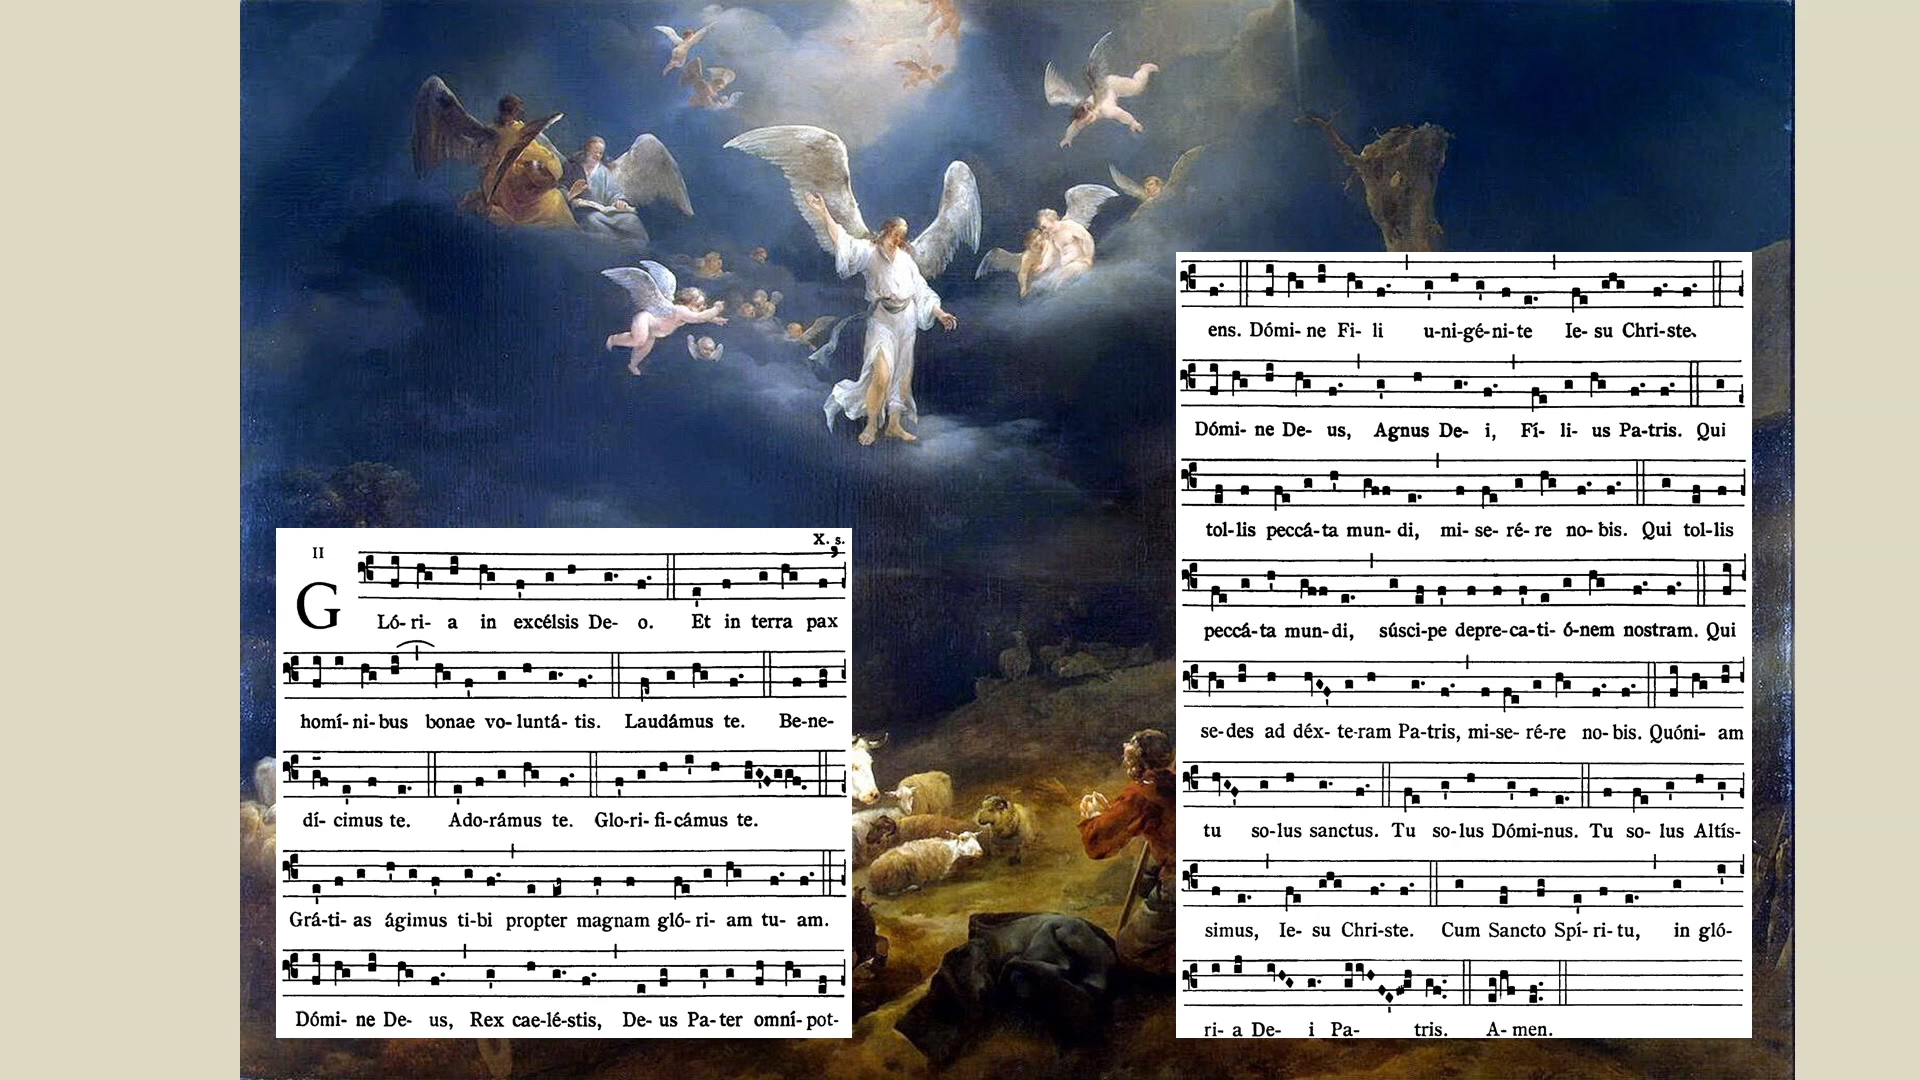 II
X. s.
GLó- ri- a in excélsis De- o. Et in terra pax
homí- ni- bus bonae vo- luntá- tis. Laudámus te. Be- ne-
dí- cimus te. Ado- rámus te. Glo- ri- fi- cámus te.
Grá- ti- as ágimus ti- bi propter magnam gló- ri- am tu- am.
Dómi- ne De- us, Rex cae- lé- stis, De- us Pa- ter omní- pot-
ens. Dómi- ne Fi- li u- ni- gé- ni- te Ie- su Chri- ste.
Dómi- ne De- us, Agnus De- i, Fí- li- us Pa- tris. Qui
tol- lis peccá- ta mun- di, mi- se- ré- re no- bis. Qui tol- lis
peccá- ta mun- di, súsci- pe depre- ca- ti- ó- nem nostram. Qui
se- des ad déx- te- ram Pa- tris, mi- se- ré- re no- bis. Quóni- am
tu so- lus sanctus. Tu so- lus Dómi- nus. Tu so- lus Altís-
simus, Ie- su Chri- ste. Cum Sancto Spí- ri- tu, in gló-
ri- a De- i Pa- tris. A- men.